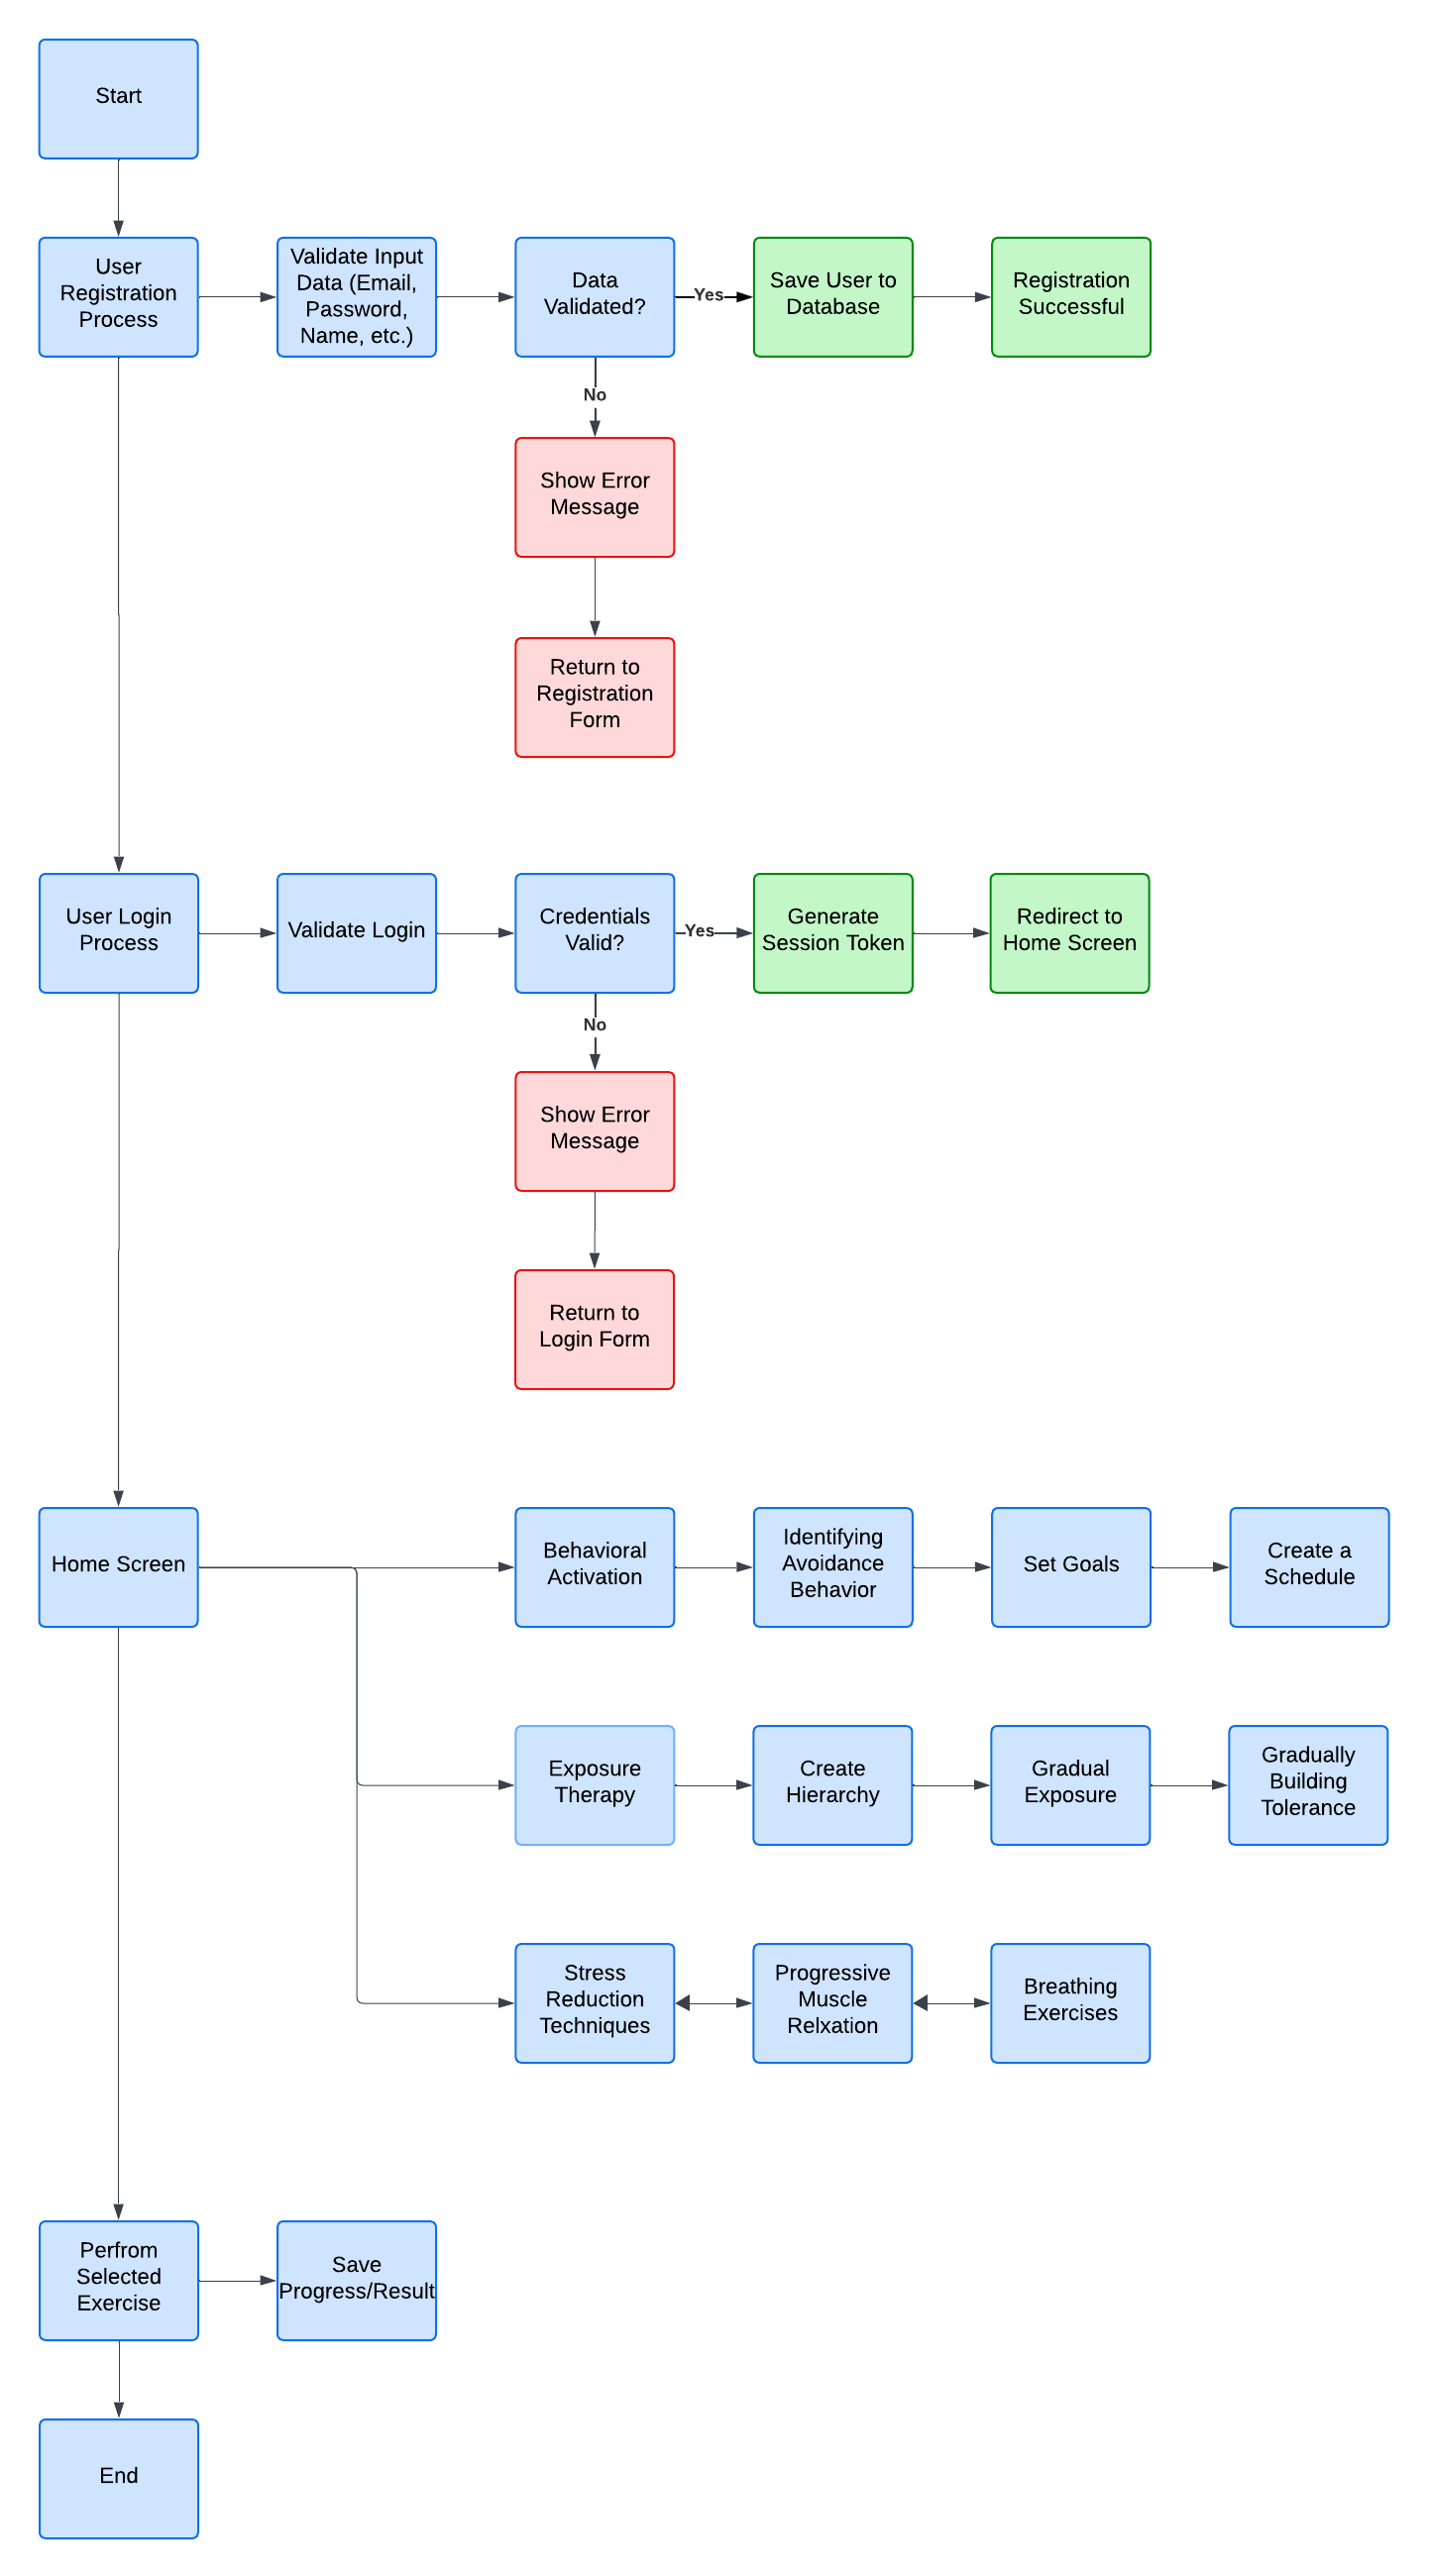 Start
User
Registration
Process
Validate Input
Data (Email,
Password,
Name, etc.)
Data
Validated?
Yes
Save User to
Database
Registration
Successful
No
Show Error
Message
Return to
Registration
Form
User Login
Process
Validate Login
Credentials
Valid?
Yes
Generate
Session Token
Redirect to
Home Screen
No
Show Error
Message
Return to
Login Form
Home Screen
Behavioral
Activation
Identifying
Avoidance
Behavior
Set Goals
Create a
Schedule
Exposure
Therapy
Create
Hierarchy
Gradual
Exposure
Gradually
Building
Tolerance
Stress
Reduction
Techniques
Progressive
Muscle
Relxation
Breathing
Exercises
Perfrom
Selected
Exercise
Save
Progress/Result
End